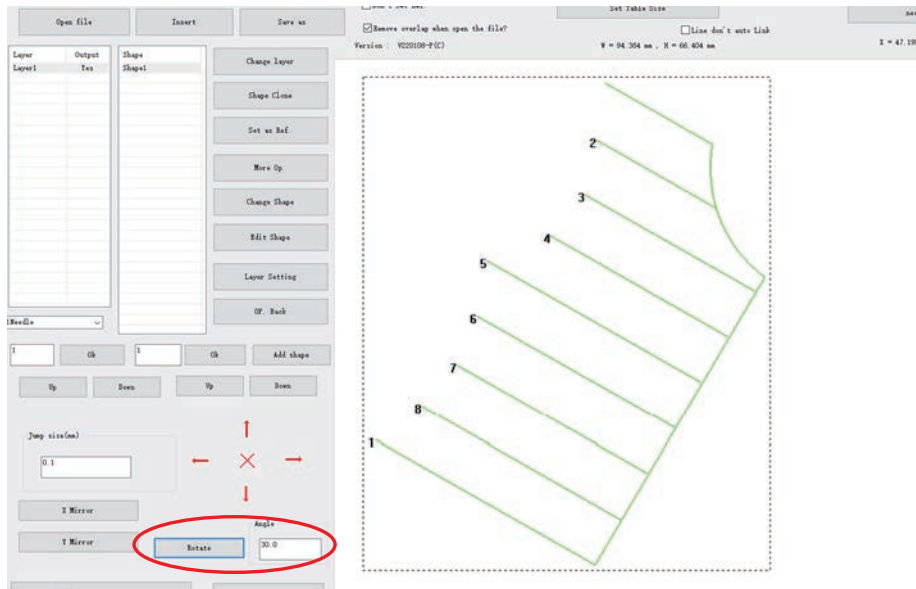 Open file
Insert
Save as
Set Table Size
Remove overlap when open the file?
Line don't auto Link
Version : V220108-P(C)
W = 94.304 mm , H = 66.404 mm
X = 47.19
Layer
Output
Shape
Layer1
Yes
Shape1
Change layer
Shape Clone
Set as Ref.
More Op.
Change Shape
Edit Shape
Layer Setting
OP. Back
1
Ok
1
Ok
Add shape
Up
Down
Up
Down
Jump size(mm)
0.1
X Mirror
Y Mirror
Rotate
Angle
30.0
2
3
4
5
6
7
8
1